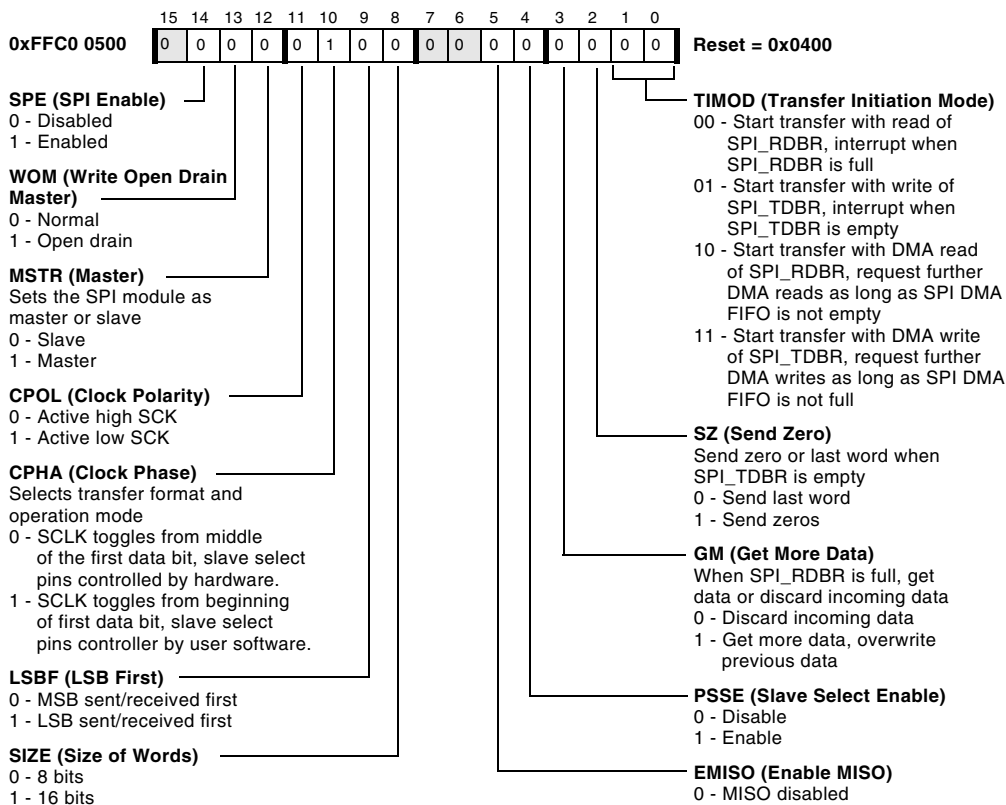 15 14 13 12 11 10 9 8 7 6 5 4 3 2 1 0
0xFFC0 0500 0 0 0 0 0 1 0 0 0 0 0 0 0 0 0 0 Reset = 0x0400
SPE (SPI Enable)
0 - Disabled
1 - Enabled
WOM (Write Open Drain
Master)
0 - Normal
1 - Open drain
MSTR (Master)
Sets the SPI module as
master or slave
0 - Slave
1 - Master
CPOL (Clock Polarity)
0 - Active high SCK
1 - Active low SCK
CPHA (Clock Phase)
Selects transfer format and
operation mode
0 - SCLK toggles from middle
of the first data bit, slave select
pins controlled by hardware.
1 - SCLK toggles from beginning
of first data bit, slave select
pins controller by user software.
LSBF (LSB First)
0 - MSB sent/received first
1 - LSB sent/received first
SIZE (Size of Words)
0 - 8 bits
1 - 16 bits
TIMOD (Transfer Initiation Mode)
00 - Start transfer with read of
SPI_RDBR, interrupt when
SPI_RDBR is full
01 - Start transfer with write of
SPI_TDBR, interrupt when
SPI_TDBR is empty
10 - Start transfer with DMA read
of SPI_RDBR, request further
DMA reads as long as SPI DMA
FIFO is not empty
11 - Start transfer with DMA write
of SPI_TDBR, request further
DMA writes as long as SPI DMA
FIFO is not full
SZ (Send Zero)
Send zero or last word when
SPI_TDBR is empty
0 - Send last word
1 - Send zeros
GM (Get More Data)
When SPI_RDBR is full, get
data or discard incoming data
0 - Discard incoming data
1 - Get more data, overwrite
previous data
PSSE (Slave Select Enable)
0 - Disable
1 - Enable
EMISO (Enable MISO)
0 - MISO disabled